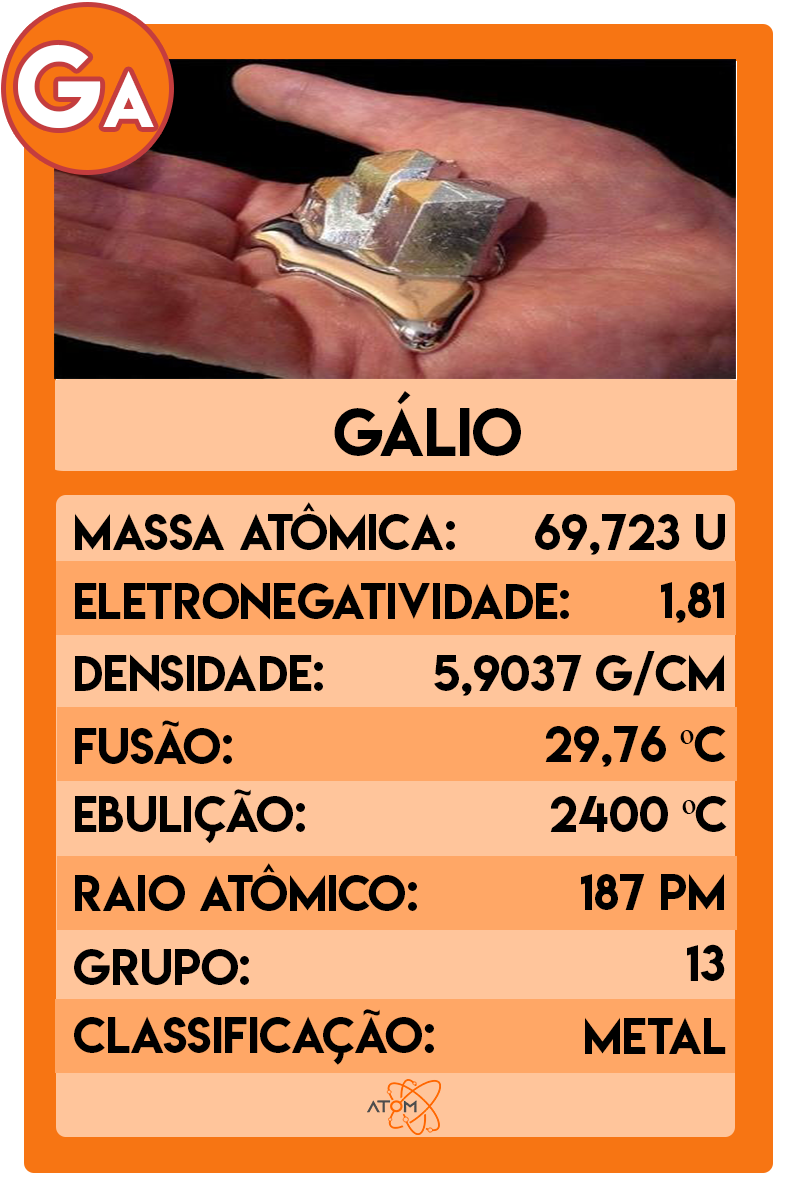 GA
GÁLIO
MASSA ATÔMICA: 69,723 U
ELETRONEGATIVIDADE: 1,81
DENSIDADE: 5,9037 G/CM
FUSÃO: 29,76 ºC
EBULIÇÃO: 2400 ºC
RAIO ATÔMICO: 187 PM
GRUPO: 13
CLASSIFICAÇÃO: METAL
ATOM